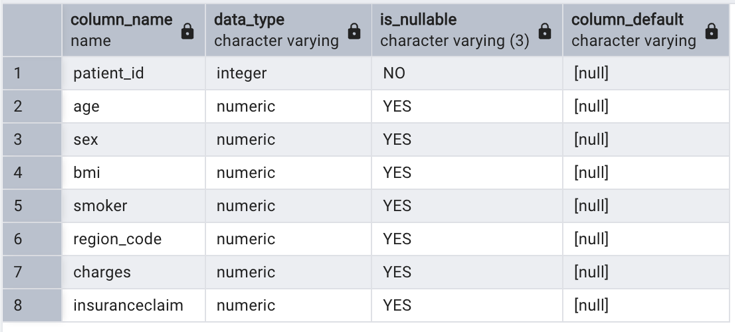 column_name data_type is_nullable column_default
name character varying character varying (3) character varying
1 patient_id integer NO [null]
2 age numeric YES [null]
3 sex numeric YES [null]
4 bmi numeric YES [null]
5 smoker numeric YES [null]
6 region_code numeric YES [null]
7 charges numeric YES [null]
8 insuranceclaim numeric YES [null]